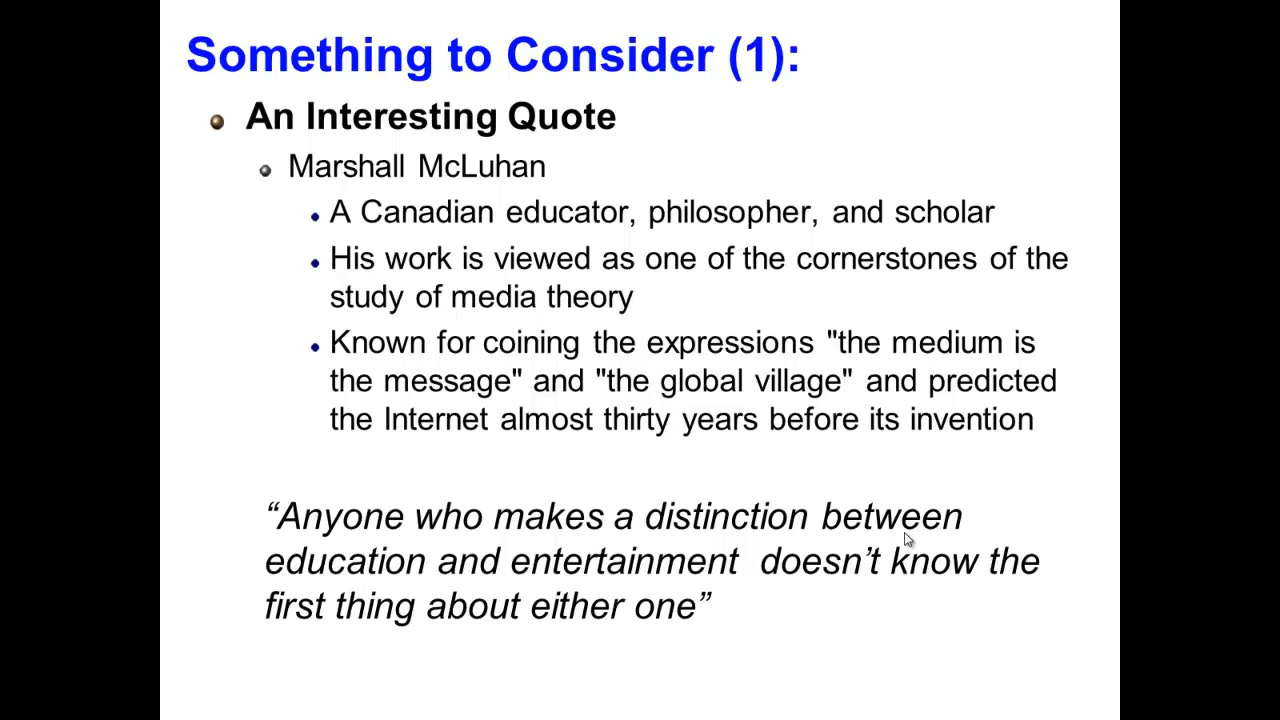 Something to Consider (1):
An Interesting Quote
Marshall McLuhan
A Canadian educator, philosopher, and scholar
His work is viewed as one of the cornerstones of the
study of media theory
Known for coining the expressions "the medium is
the message" and "the global village" and predicted
the Internet almost thirty years before its invention
“Anyone who makes a distinction between
education and entertainment  doesn’t know the
first thing about either one”